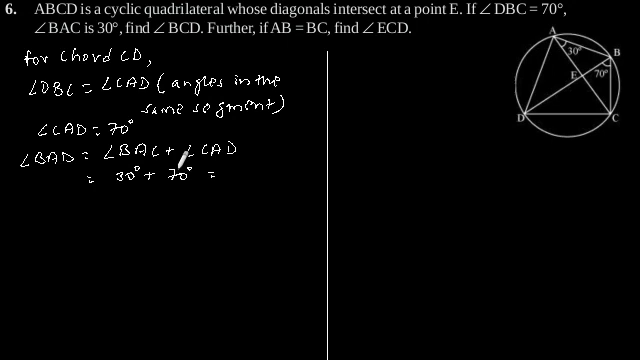 6. ABCD is a cyclic quadrilateral whose diagonals intersect at a point E. If ∠DBC = 70°,
∠BAC is 30°, find ∠BCD. Further, if AB = BC, find ∠ECD.
for chord CD,
∠DBC = ∠CAD (angles in the
same segment)
∠CAD = 70°
∠BAD = ∠BAC + ∠CAD
= 30° + 70° =
A
30°
B
E
70°
D
C